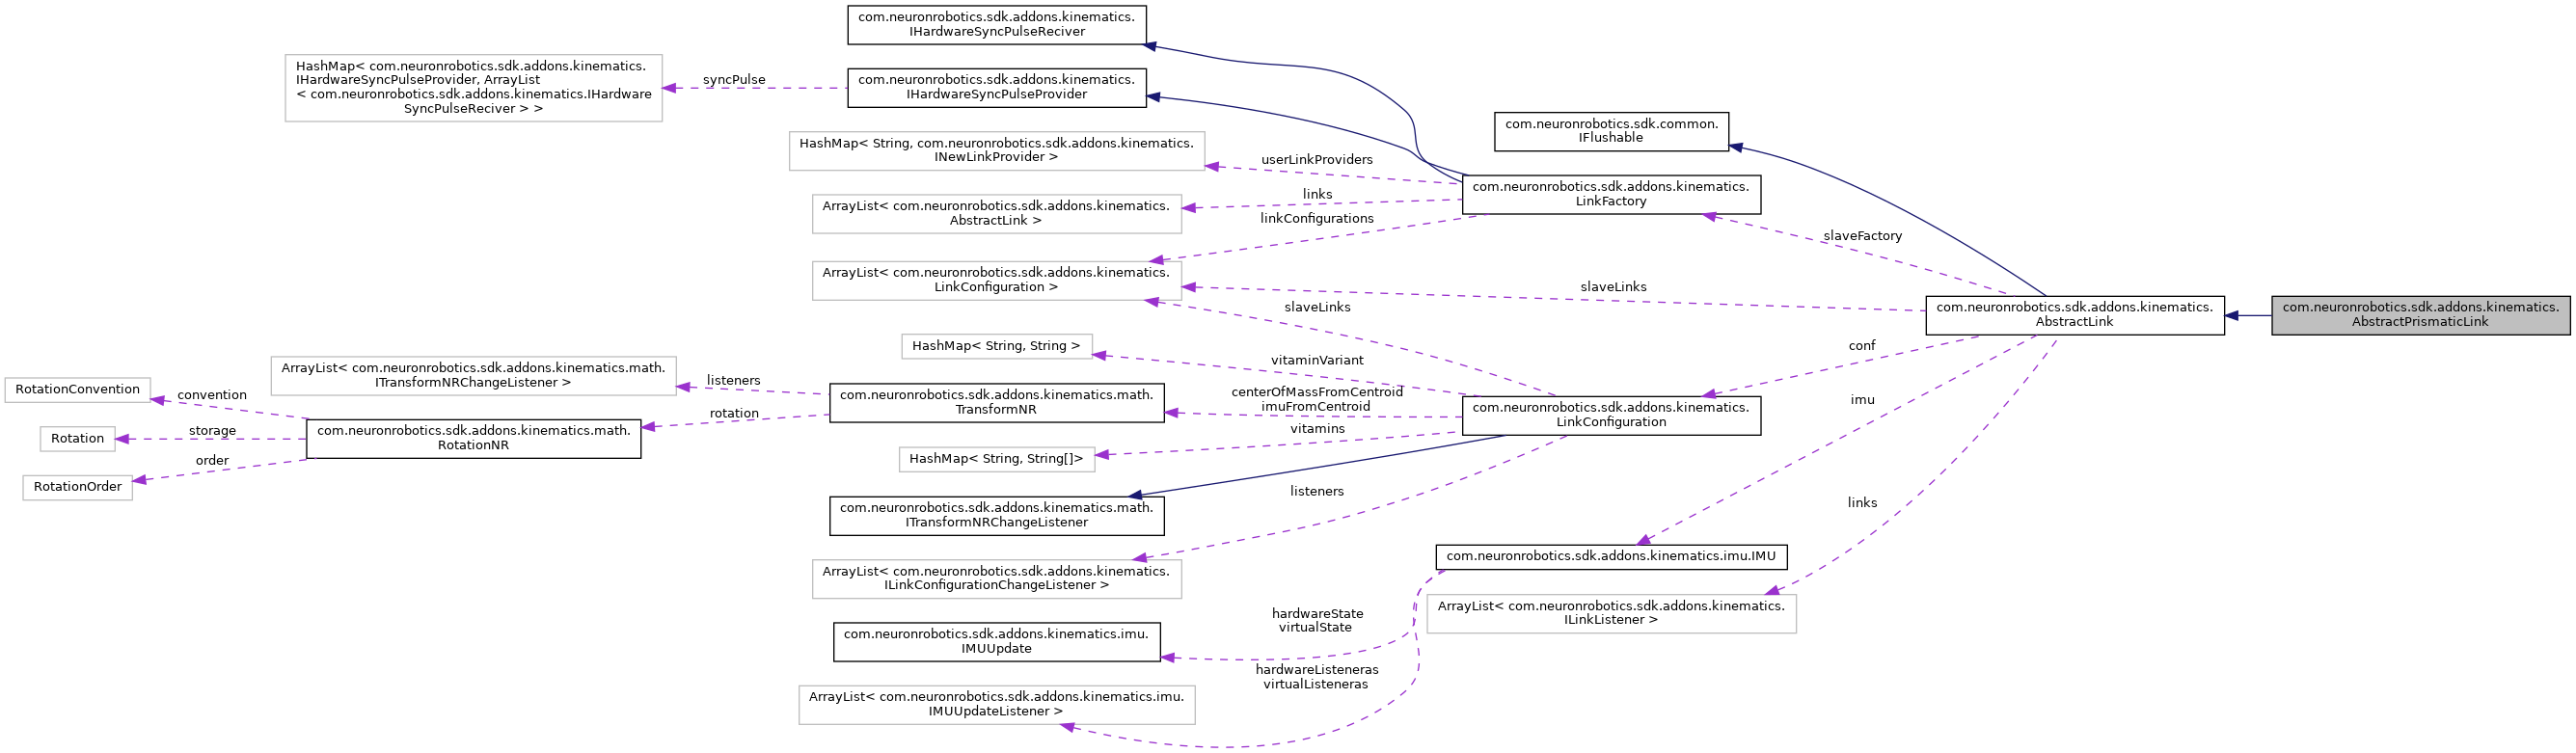 com.neuronrobotics.sdk.addons.kinematics.
IHardwareSyncPulseReciver
HashMap< com.neuronrobotics.sdk.addons.kinematics.
IHardwareSyncPulseProvider, ArrayList
< com.neuronrobotics.sdk.addons.kinematics.IHardware
SyncPulseReciver > >
syncPulse
com.neuronrobotics.sdk.addons.kinematics.
IHardwareSyncPulseProvider
HashMap< String, com.neuronrobotics.sdk.addons.kinematics.
INewLinkProvider >
userLinkProviders
com.neuronrobotics.sdk.common.
IFlushable
ArrayList< com.neuronrobotics.sdk.addons.kinematics.
AbstractLink >
links
com.neuronrobotics.sdk.addons.kinematics.
LinkFactory
linkConfigurations
slaveFactory
ArrayList< com.neuronrobotics.sdk.addons.kinematics.
LinkConfiguration >
slaveLinks
slaveLinks
com.neuronrobotics.sdk.addons.kinematics.
AbstractLink
com.neuronrobotics.sdk.addons.kinematics.
AbstractPrismaticLink
HashMap< String, String >
vitaminVariant
conf
ArrayList< com.neuronrobotics.sdk.addons.kinematics.math.
ITransformNRChangeListener >
listeners
com.neuronrobotics.sdk.addons.kinematics.math.
TransformNR
centerOfMassFromCentroid
imuFromCentroid
com.neuronrobotics.sdk.addons.kinematics.
LinkConfiguration
imu
RotationConvention
convention
rotation
Rotation
storage
com.neuronrobotics.sdk.addons.kinematics.math.
RotationNR
vitamins
HashMap< String, String[]>
RotationOrder
order
listeners
links
com.neuronrobotics.sdk.addons.kinematics.math.
ITransformNRChangeListener
ArrayList< com.neuronrobotics.sdk.addons.kinematics.
ILinkConfigurationChangeListener >
com.neuronrobotics.sdk.addons.kinematics.imu.IMU
ArrayList< com.neuronrobotics.sdk.addons.kinematics.
ILinkListener >
hardwareState
virtualState
com.neuronrobotics.sdk.addons.kinematics.imu.
IMUUpdate
hardwareListeneras
virtualListeneras
ArrayList< com.neuronrobotics.sdk.addons.kinematics.imu.
IMUUpdateListener >